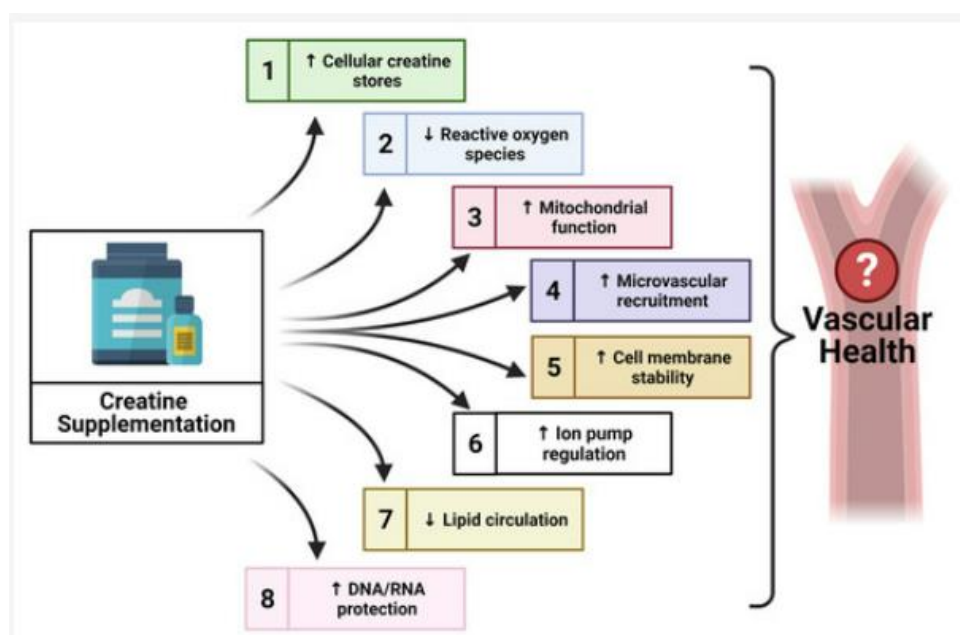 1
↑ Cellular creatine
stores
2
↓ Reactive oxygen
species
3
↑ Mitochondrial
function
4
↑ Microvascular
recruitment
5
↑ Cell membrane
stability
6
↑ Ion pump
regulation
7
↓ Lipid circulation
8
↑ DNA/RNA
protection
Creatine
Supplementation
?
Vascular
Health